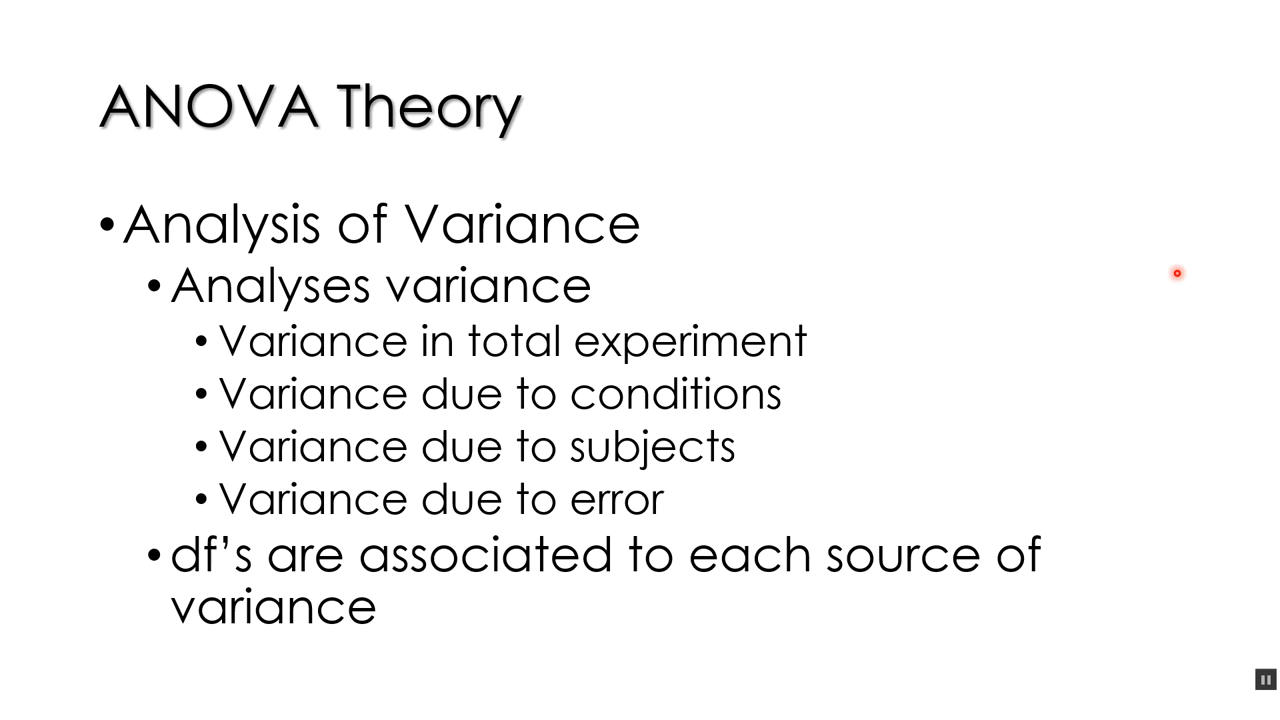 ANOVA Theory
•Analysis of Variance
•Analyses variance
•Variance in total experiment
•Variance due to conditions
•Variance due to subjects
•Variance due to error
•df’s are associated to each source of
variance